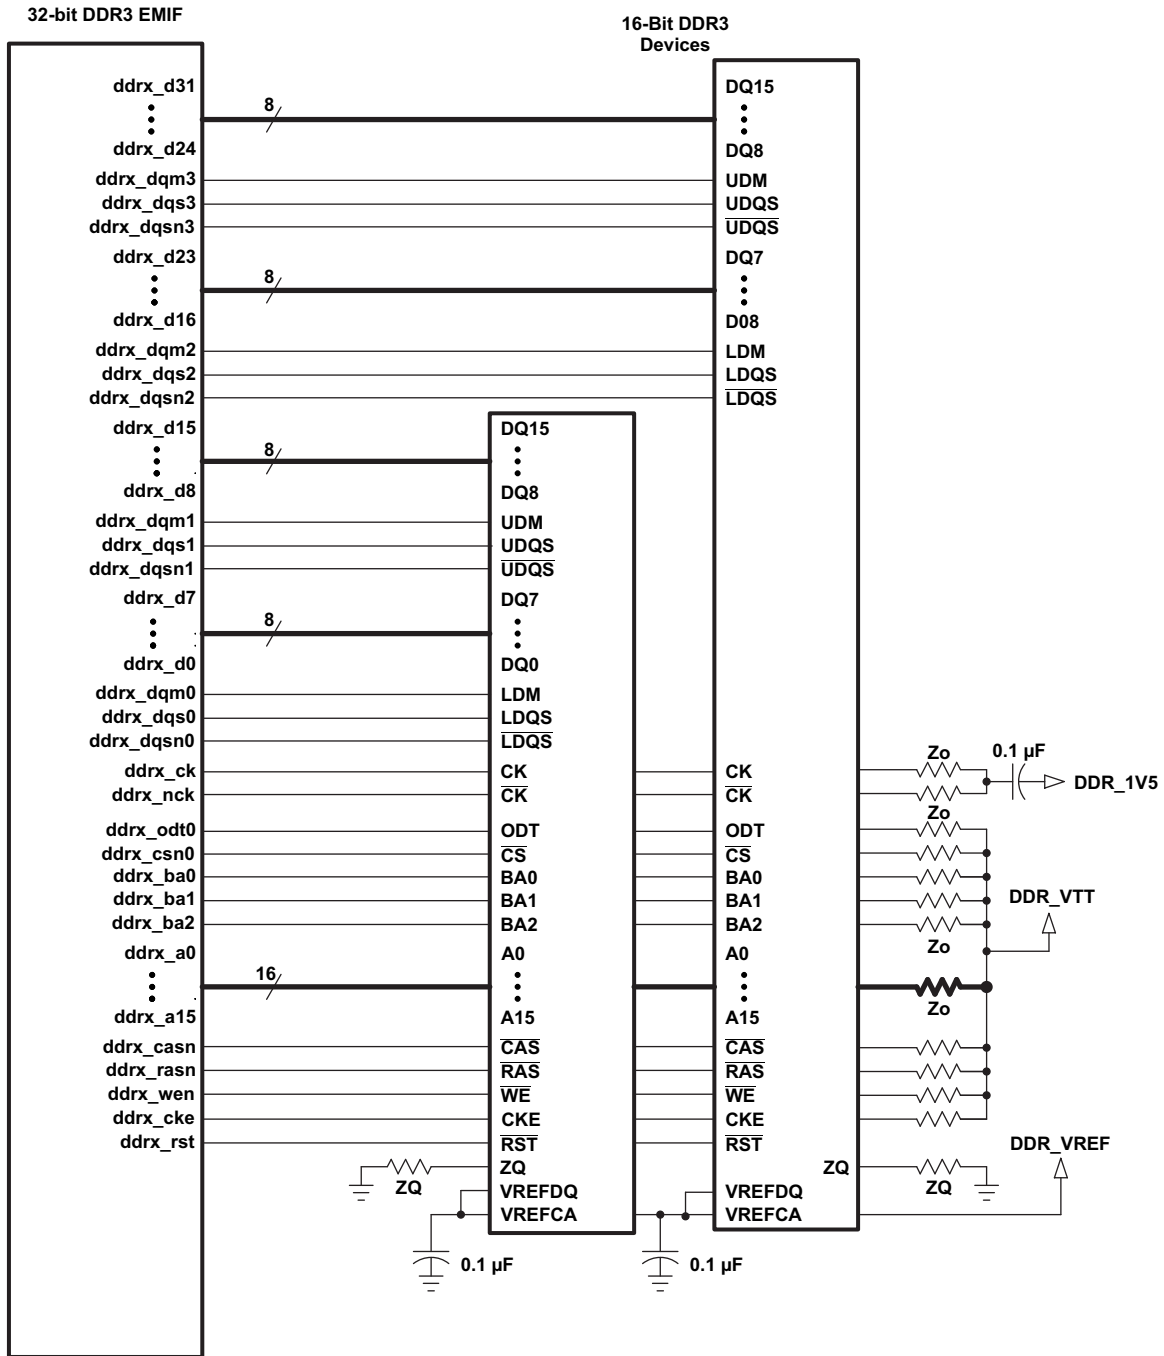 32-bit DDR3 EMIF
16-Bit DDR3
Devices
ddrx_d31
8
DQ15
ddrx_d24
DQ8
ddrx_dqm3
UDM
ddrx_dqs3
UDQS
ddrx_dqsn3
UDQS
ddrx_d23
8
DQ7
ddrx_d16
D08
ddrx_dqm2
LDM
ddrx_dqs2
LDQS
ddrx_dqsn2
LDQS
ddrx_d15
8
DQ15
ddrx_d8
DQ8
ddrx_dqm1
UDM
ddrx_dqs1
UDQS
ddrx_dqsn1
UDQS
ddrx_d7
8
DQ7
ddrx_d0
DQ0
ddrx_dqm0
LDM
ddrx_dqs0
LDQS
ddrx_dqsn0
LDQS
Zo
0.1 µF
ddrx_ck
CK
CK
DDR_1V5
ddrx_nck
CK
CK
Zo
ddrx_odt0
ODT
ODT
ddrx_csn0
CS
CS
ddrx_ba0
BA0
BA0
ddrx_ba1
BA1
BA1
DDR_VTT
ddrx_ba2
BA2
BA2
Zo
ddrx_a0
A0
A0
16
Zo
ddrx_a15
A15
A15
ddrx_casn
CAS
CAS
ddrx_rasn
RAS
RAS
ddrx_wen
WE
WE
ddrx_cke
CKE
CKE
ddrx_rst
RST
RST
DDR_VREF
ZQ
ZQ
ZQ
ZQ
VREFDQ
VREFDQ
VREFCA
VREFCA
0.1 µF
0.1 µF